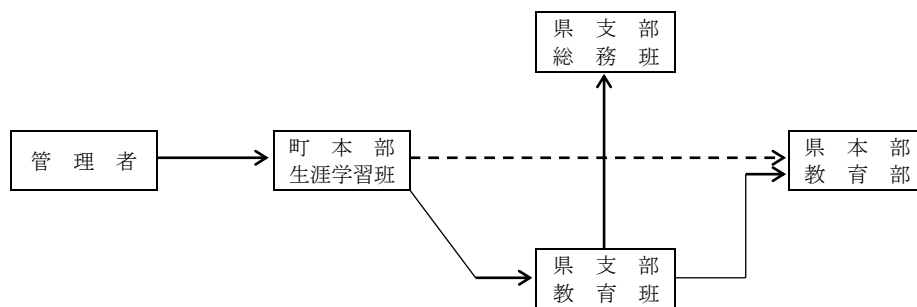 県支部
総務班
管理者
町本部
生涯学習班
県本部
教育部
県支部
教育班